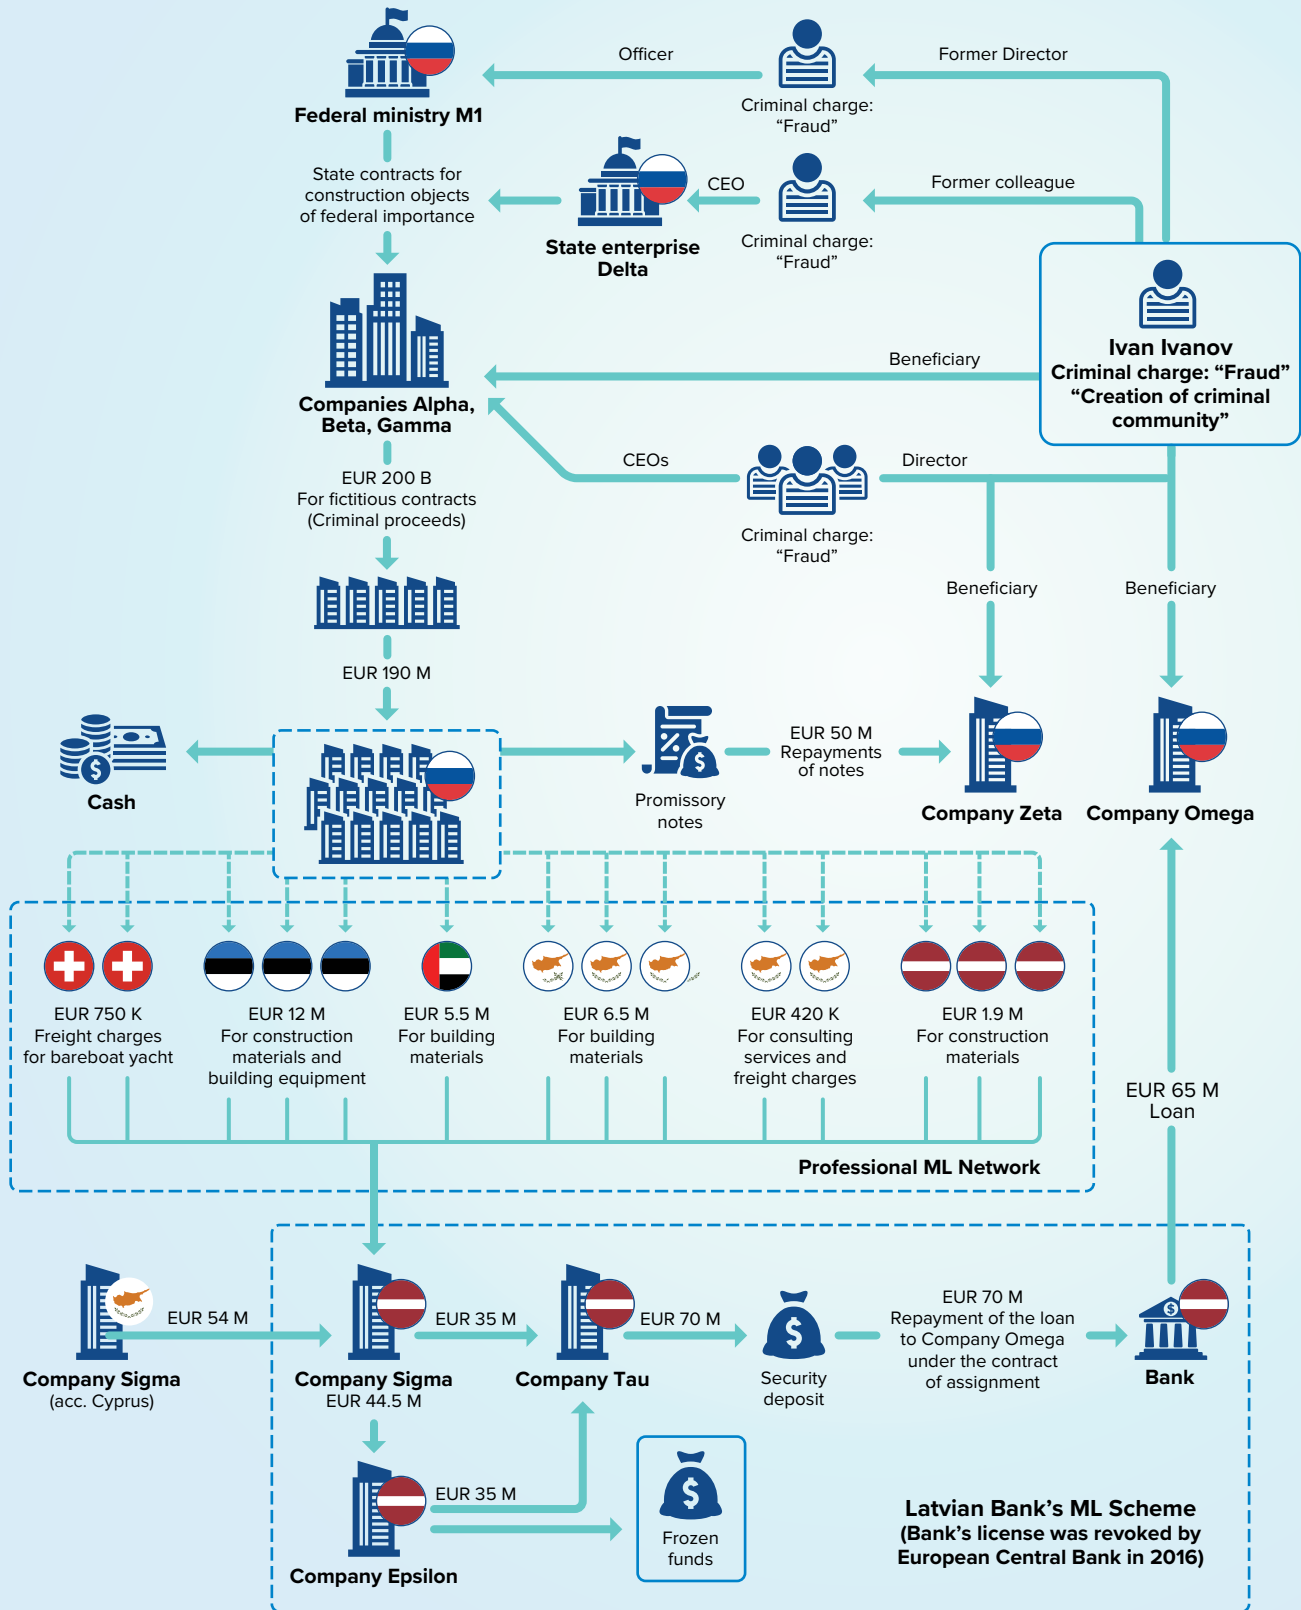 Officer
Former Director
Criminal charge:
“Fraud”
Federal ministry M1
State contracts for
construction objects
of federal importance
CEO
Former colleague
Criminal charge:
“Fraud”
State enterprise
Delta
Ivan Ivanov
Criminal charge: “Fraud”
“Creation of criminal
community”
Beneficiary
Companies Alpha,
Beta, Gamma
CEOs
Director
Criminal charge:
“Fraud”
EUR 200 B
For fictitious contracts
(Criminal proceeds)
Beneficiary
Beneficiary
EUR 190 M
$
Cash
%
$
Promissory
notes
EUR 50 M
Repayments
of notes
Company Zeta
Company Omega
EUR 750 K
Freight charges
for bareboat yacht
EUR 12 M
For construction
materials and
building equipment
EUR 5.5 M
For building
materials
EUR 6.5 M
For building
materials
EUR 420 K
For consulting
services and
freight charges
EUR 1.9 M
For construction
materials
EUR 65 M
Loan
Professional ML Network
Company Sigma
(acc. Cyprus)
EUR 54 M
Company Sigma
EUR 44.5 M
EUR 35 M
Company Tau
EUR 70 M
$
Security
deposit
EUR 70 M
Repayment of the loan
to Company Omega
under the contract
of assignment
$
Bank
EUR 35 M
Company Epsilon
$
Frozen
funds
Latvian Bank’s ML Scheme
(Bank’s license was revoked by
European Central Bank in 2016)